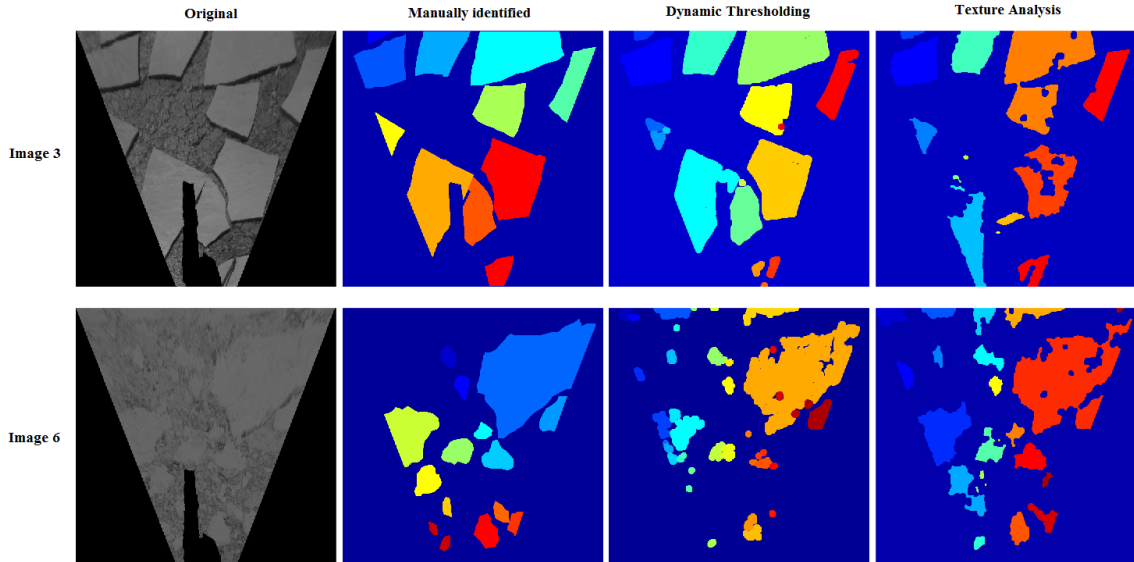 Original Manually identified Dynamic Thresholding Texture Analysis
Image 3
Image 6